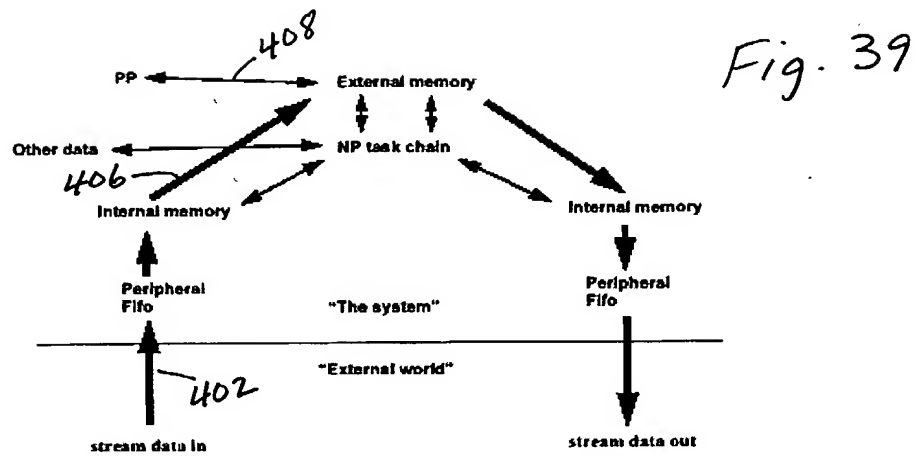 Fig. 39
408
PP
External memory
Other data
NP task chain
406
Internal memory
Internal memory
Peripheral
Fifo
Peripheral
Fifo
"The system"
"External world"
402
stream data in
stream data out